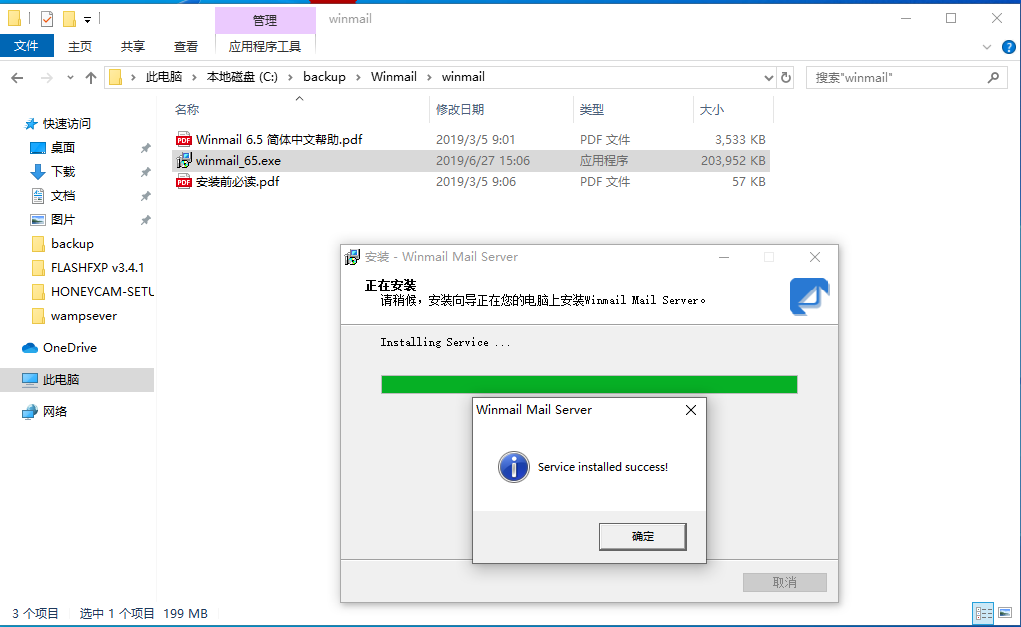 管理
winmail
文件
主页
共享
查看
应用程序工具
此电脑 › 本地磁盘 (C:) › backup › Winmail › winmail
搜索"winmail"
名称
修改日期
类型
大小
Winmail 6.5 简体中文帮助.pdf 2019/3/5 9:01 PDF 文件 3,533 KB
winmail_65.exe 2019/6/27 15:06 应用程序 203,952 KB
安装前必读.pdf 2019/3/5 9:06 PDF 文件 57 KB
快速访问
桌面
下载
文档
图片
backup
FLASHFXP v3.4.1
HONEYCAM-SETU
wampsever
OneDrive
此电脑
网络
安装 - Winmail Mail Server
正在安装
请稍候，安装向导正在您的电脑上安装Winmail Mail Server。
Installing Service ...
Winmail Mail Server
Service installed success!
确定
取消
3 个项目 选中 1 个项目 199 MB